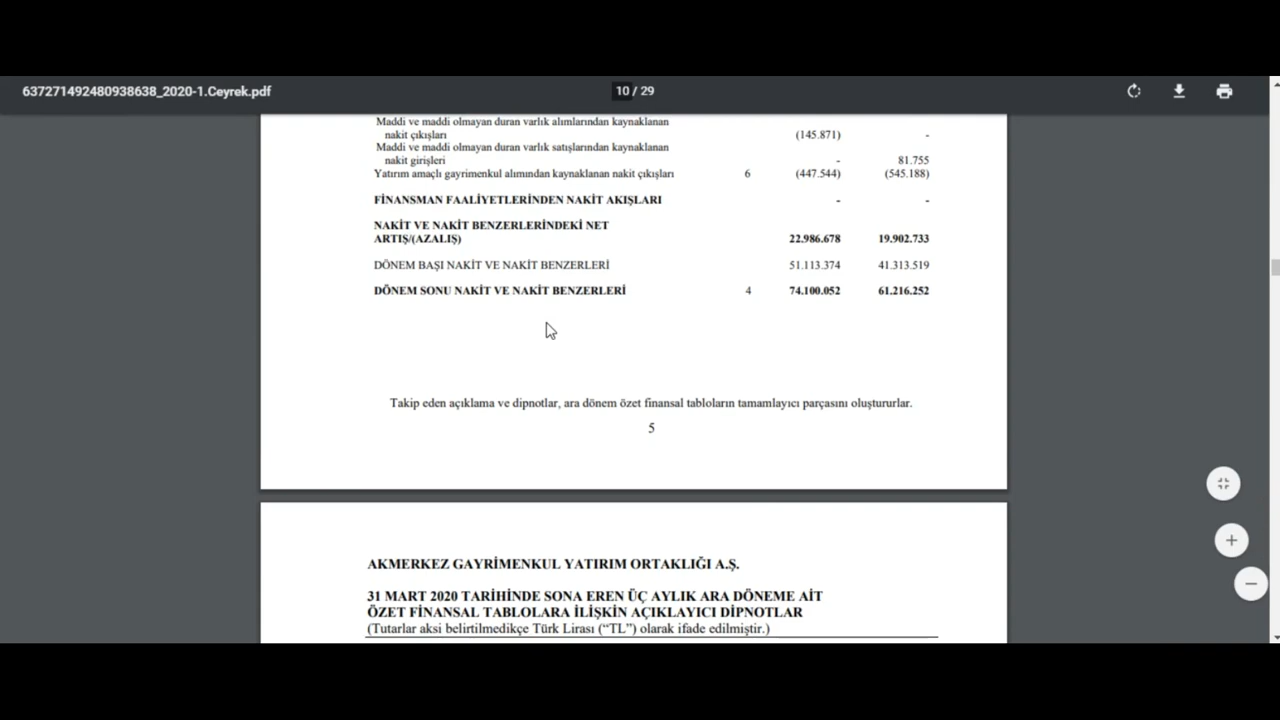 637271492480938638_2020-1.Ceyrek.pdf 10 / 29
Maddi ve maddi olmayan duran varlık alımlarından kaynaklanan
nakit çıkışları (145.871) -
Maddi ve maddi olmayan duran varlık satışlarından kaynaklanan
nakit girişleri - 81.755
Yatırım amaçlı gayrimenkul alımından kaynaklanan nakit çıkışları 6 (447.544) (545.188)
FİNANSMAN FAALİYETLERİNDEN NAKİT AKIŞLARI - -
NAKİT VE NAKİT BENZERLERİNDEKİ NET
ARTIŞ/(AZALIŞ) 22.986.678 19.902.733
DÖNEM BAŞI NAKİT VE NAKİT BENZERLERİ 51.113.374 41.313.519
DÖNEM SONU NAKİT VE NAKİT BENZERLERİ 4 74.100.052 61.216.252
Takip eden açıklama ve dipnotlar, ara dönem özet finansal tabloların tamamlayıcı parçasını oluştururlar.
5
AKMERKEZ GAYRİMENKUL YATIRIM ORTAKLIĞI A.Ş.
31 MART 2020 TARİHİNDE SONA EREN ÜÇ AYLIK ARA DÖNEME AİT
ÖZET FİNANSAL TABLOLARA İLİŞKİN AÇIKLAYICI DİPNOTLAR
(Tutarlar aksi belirtilmedikçe Türk Lirası (“TL”) olarak ifade edilmiştir.)